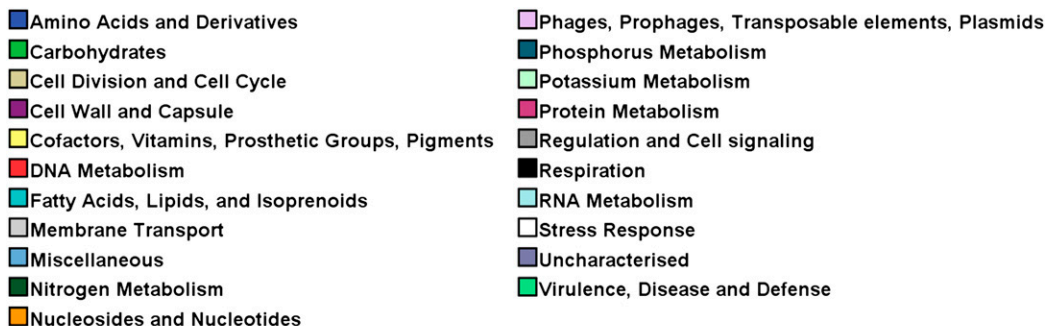 Amino Acids and Derivatives
Carbohydrates
Cell Division and Cell Cycle
Cell Wall and Capsule
Cofactors, Vitamins, Prosthetic Groups, Pigments
DNA Metabolism
Fatty Acids, Lipids, and Isoprenoids
Membrane Transport
Miscellaneous
Nitrogen Metabolism
Nucleosides and Nucleotides
Phages, Prophages, Transposable elements, Plasmids
Phosphorus Metabolism
Potassium Metabolism
Protein Metabolism
Regulation and Cell signaling
Respiration
RNA Metabolism
Stress Response
Uncharacterised
Virulence, Disease and Defense